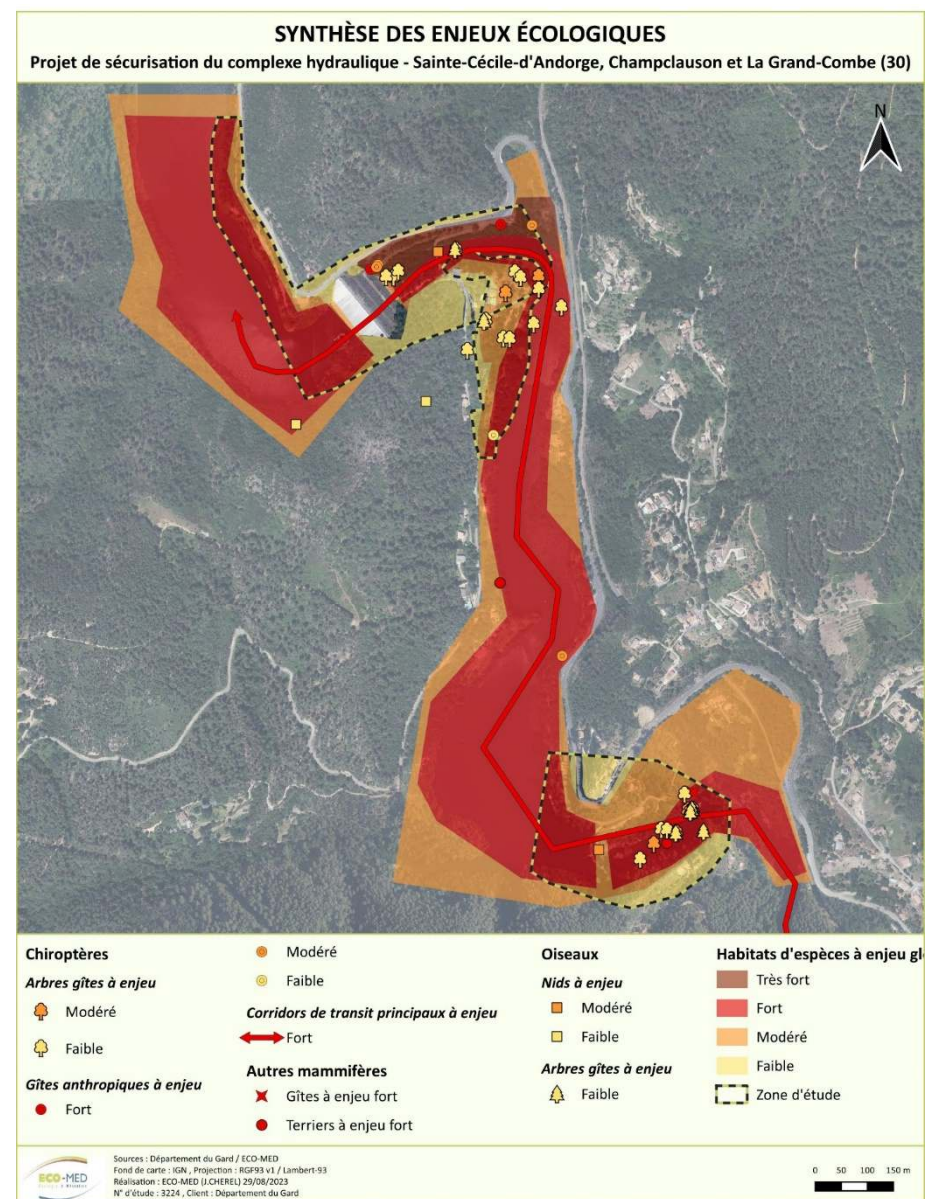 SYNTHÈSE DES ENJEUX ÉCOLOGIQUES
Projet de sécurisation du complexe hydraulique - Sainte-Cécile-d'Andorge, Champclauson et La Grand-Combe (30)
N
Chiroptères
Arbres gîtes à enjeu
Modéré
Faible
Gîtes anthropiques à enjeu
Fort
Modéré
Faible
Corridors de transit principaux à enjeu
Fort
Autres mammifères
Gîtes à enjeu fort
Terriers à enjeu fort
Oiseaux
Nids à enjeu
Modéré
Faible
Arbres gîtes à enjeu
Faible
Habitats d'espèces à enjeu gl
Très fort
Fort
Modéré
Faible
Zone d'étude
ECO-MED
Sources : Département du Gard / ECO-MED
Fond de carte : IGN , Projection : RGF93 v1 / Lambert-93
Réalisation : ECO-MED (J.CHEREL) 29/08/2023
N° d'étude : 3224 , Client : Département du Gard
0 50 100 150 m